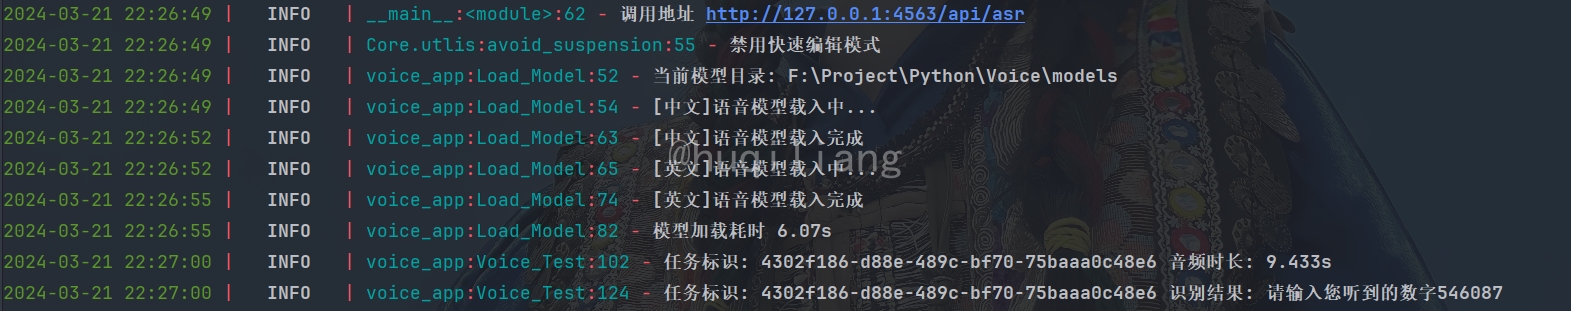 2024-03-21 22:26:49 | INFO | __main__:<module>:62 - 调用地址 http://127.0.0.1:4563/api/asr
2024-03-21 22:26:49 | INFO | Core.utlis:avoid_suspension:55 - 禁用快速编辑模式
2024-03-21 22:26:49 | INFO | voice_app:Load_Model:52 - 当前模型目录: F:\Project\Python\Voice\models
2024-03-21 22:26:49 | INFO | voice_app:Load_Model:54 - [中文]语音模型载入中...
2024-03-21 22:26:52 | INFO | voice_app:Load_Model:63 - [中文]语音模型载入完成
@huqiliang
2024-03-21 22:26:52 | INFO | voice_app:Load_Model:65 - [英文]语音模型载入中...
2024-03-21 22:26:55 | INFO | voice_app:Load_Model:74 - [英文]语音模型载入完成
2024-03-21 22:26:55 | INFO | voice_app:Load_Model:82 - 模型加载耗时 6.07s
2024-03-21 22:27:00 | INFO | voice_app:Voice_Test:102 - 任务标识: 4302f186-d88e-489c-bf70-75baaa0c48e6 音频时长: 9.433s
2024-03-21 22:27:00 | INFO | voice_app:Voice_Test:124 - 任务标识: 4302f186-d88e-489c-bf70-75baaa0c48e6 识别结果: 请输入您听到的数字546087